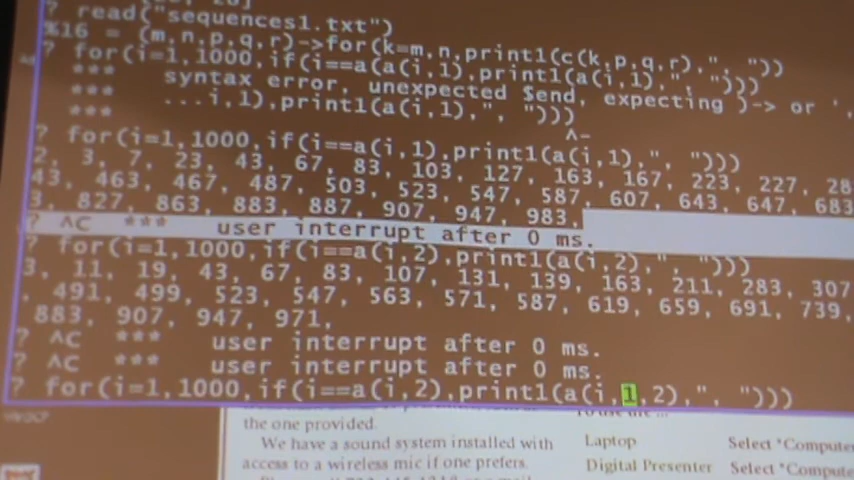 ? read("sequences1.txt")
%16 = (m,n,p,q,r)->for(k=m,n,print1(c(k,p,q,r),", "))
? for(i=1,1000,if(i==a(a(i,1),print1(a(i,1),", ")))
*** syntax error, unexpected $end, expecting )-> or ',
*** ...i,1),print1(a(i,1),", ")))
*** ^-
? for(i=1,1000,if(i==a(i,1),print1(a(i,1),", ")))
2, 3, 7, 23, 43, 67, 83, 103, 127, 163, 167, 223, 227, 28
43, 463, 467, 487, 503, 523, 547, 587, 607, 643, 647, 683
3, 827, 863, 883, 887, 907, 947, 983,
? ^C *** user interrupt after 0 ms.
? for(i=1,1000,if(i==a(i,2),print1(a(i,2),", ")))
3, 11, 19, 43, 67, 83, 107, 131, 139, 163, 211, 283, 307
, 491, 499, 523, 547, 563, 571, 587, 619, 659, 691, 739,
883, 907, 947, 971,
? ^C *** user interrupt after 0 ms.
? ^C *** user interrupt after 0 ms.
? for(i=1,1000,if(i==a(i,2),print1(a(i,1,2),", ")))
the one provided.
We have a sound system installed with
access to a wireless mic if one prefers.
Laptop Select "Compute
Digital Presenter Select "Compute